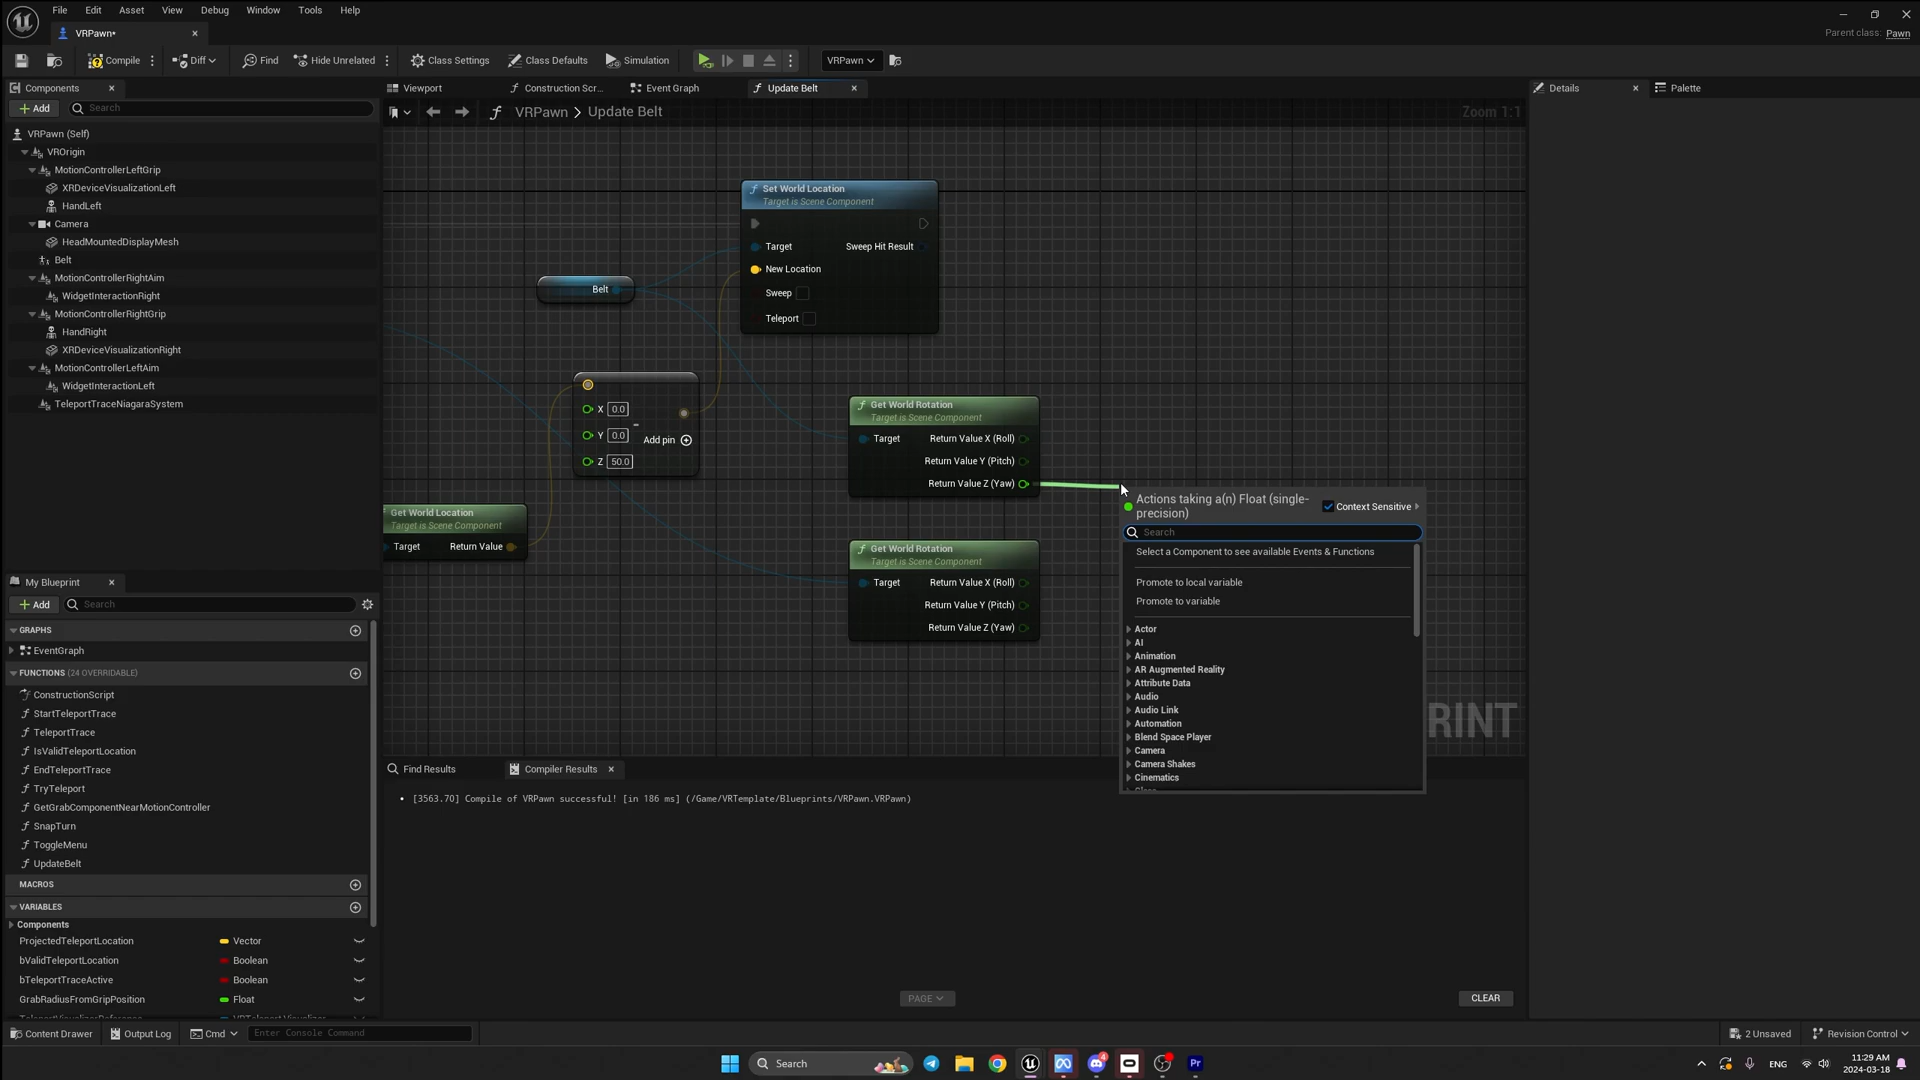 File Edit Asset View Debug Window Tools Help
VRPawn*
Parent class: Pawn
Compile Diff Find Hide Unrelated Class Settings Class Defaults Simulation VRPawn
Components
Add Search
VRPawn (Self)
VROrigin
MotionControllerLeftGrip
XRDeviceVisualizationLeft
HandLeft
Camera
HeadMountedDisplayMesh
Belt
MotionControllerRightAim
WidgetInteractionRight
MotionControllerRightGrip
HandRight
XRDeviceVisualizationRight
MotionControllerLeftAim
WidgetInteractionLeft
TeleportTraceNiagaraSystem
My Blueprint
Add Search
GRAPHS
EventGraph
FUNCTIONS (24 OVERRIDABLE)
ConstructionScript
StartTeleportTrace
TeleportTrace
IsValidTeleportLocation
EndTeleportTrace
TryTeleport
GetGrabComponentNearMotionController
SnapTurn
ToggleMenu
UpdateBelt
MACROS
VARIABLES
Components
ProjectedTeleportLocation Vector
bValidTeleportLocation Boolean
bTeleportTraceActive Boolean
GrabRadiusFromGripPosition Float
Viewport Construction Scr... Event Graph Update Belt
VRPawn > Update Belt
Zoom 1:1
Set World Location
Target is Scene Component
Target Sweep Hit Result
New Location
Sweep
Teleport
Belt
X 0.0
Y 0.0
Add pin
Z 50.0
Get World Location
Target is Scene Component
Target Return Value
Get World Rotation
Target is Scene Component
Target Return Value X (Roll)
Return Value Y (Pitch)
Return Value Z (Yaw)
Get World Rotation
Target is Scene Component
Target Return Value X (Roll)
Return Value Y (Pitch)
Return Value Z (Yaw)
Actions taking a(n) Float (single-
precision)
Context Sensitive
Search
Select a Component to see available Events & Functions
Promote to local variable
Promote to variable
Actor
AI
Animation
AR Augmented Reality
Attribute Data
Audio
Audio Link
Automation
Blend Space Player
Camera
Camera Shakes
Cinematics
RINT
Find Results Compiler Results
[3563.70] Compile of VRPawn successful! [in 186 ms] (/Game/VRTemplate/Blueprints/VRPawn.VRPawn)
PAGE
CLEAR
Details Palette
Content Drawer Output Log Cmd Enter Console Command
2 Unsaved Revision Control
Search
Pr
ENG
11:29 AM
2024-03-18